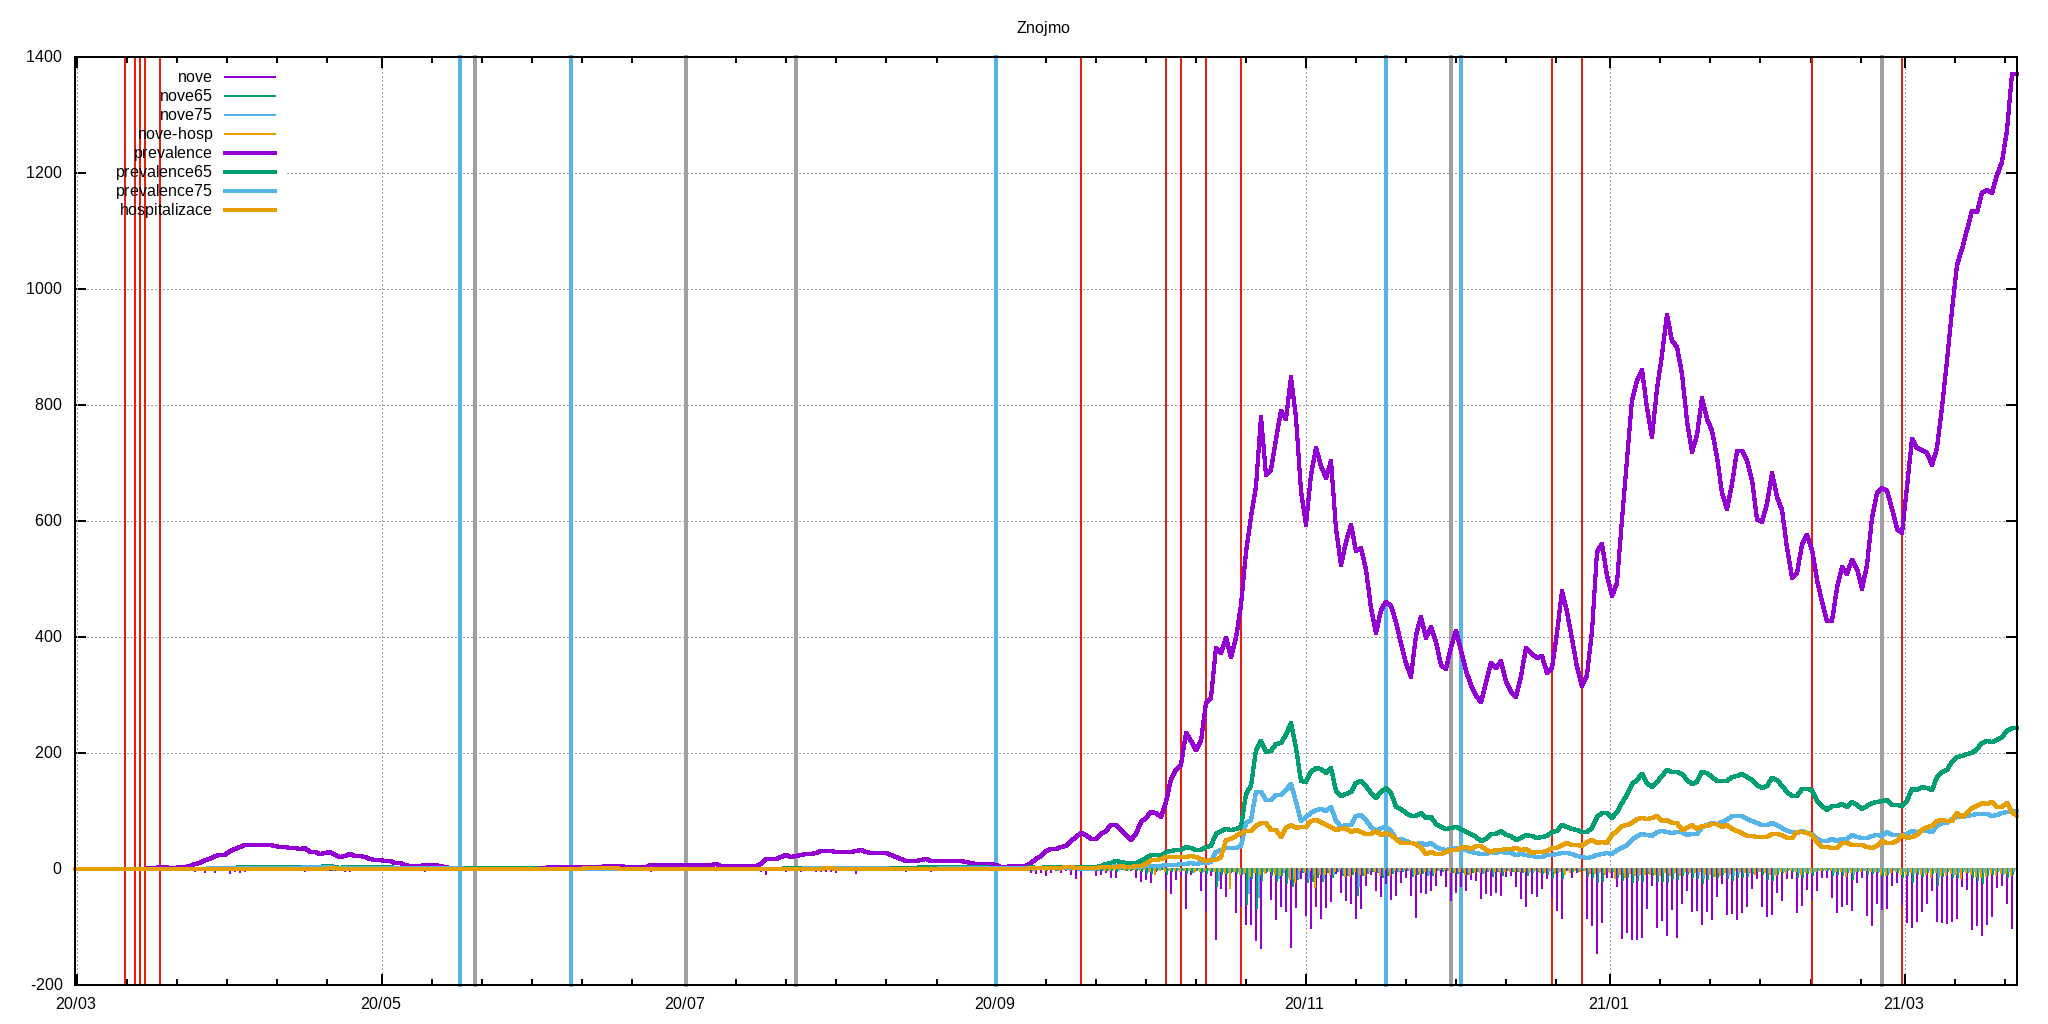 Znojmo
1400
1200
1000
800
600
400
200
0
-200
nove
nove65
nove75
nove-hosp
prevalence
prevalence65
prevalence75
hospitalizace
20/03 20/05 20/07 20/09 20/11 21/01 21/03